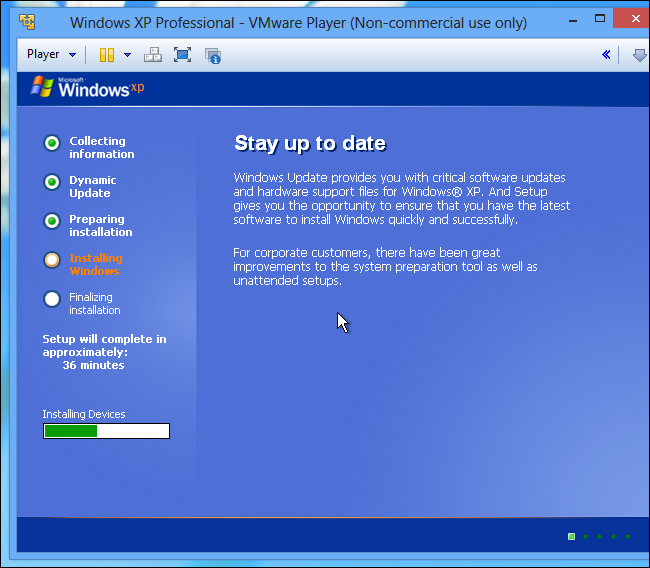 Windows XP Professional - VMware Player (Non-commercial use only)
Player
Microsoft
Windows xp
Collecting
information
Dynamic
Update
Preparing
installation
Installing
Windows
Finalizing
installation
Setup will complete in
approximately:
36 minutes
Installing Devices
Stay up to date
Windows Update provides you with critical software updates
and hardware support files for Windows® XP. And Setup
gives you the opportunity to ensure that you have the latest
software to install Windows quickly and successfully.
For corporate customers, there have been great
improvements to the system preparation tool as well as
unattended setups.